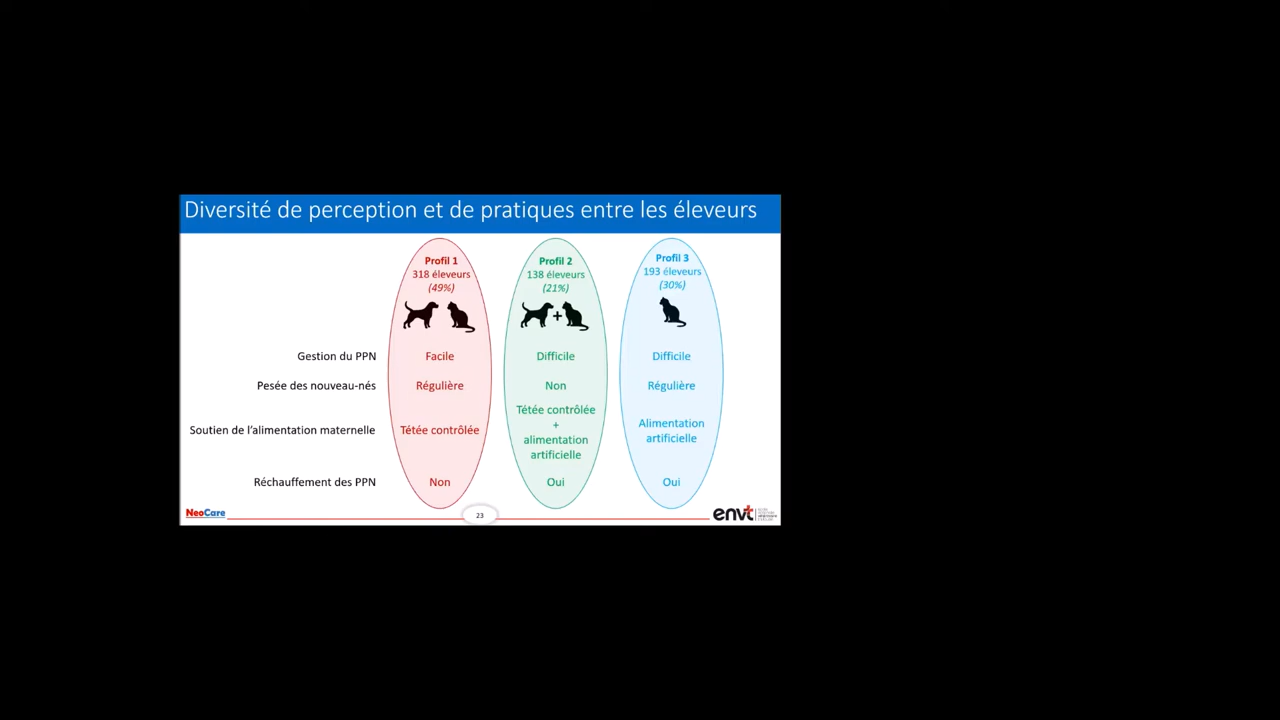 Diversité de perception et de pratiques entre les éleveurs
Profil 1
318 éleveurs
(49%)
Profil 2
138 éleveurs
(21%)
+
Profil 3
193 éleveurs
(30%)
Gestion du PPN
Facile
Difficile
Difficile
Pesée des nouveau-nés
Régulière
Non
Régulière
Soutien de l'alimentation maternelle
Tétée contrôlée
Tétée contrôlée
+
alimentation
artificielle
Alimentation
artificielle
Réchauffement des PPN
Non
Oui
Oui
NeoCare
23
envt